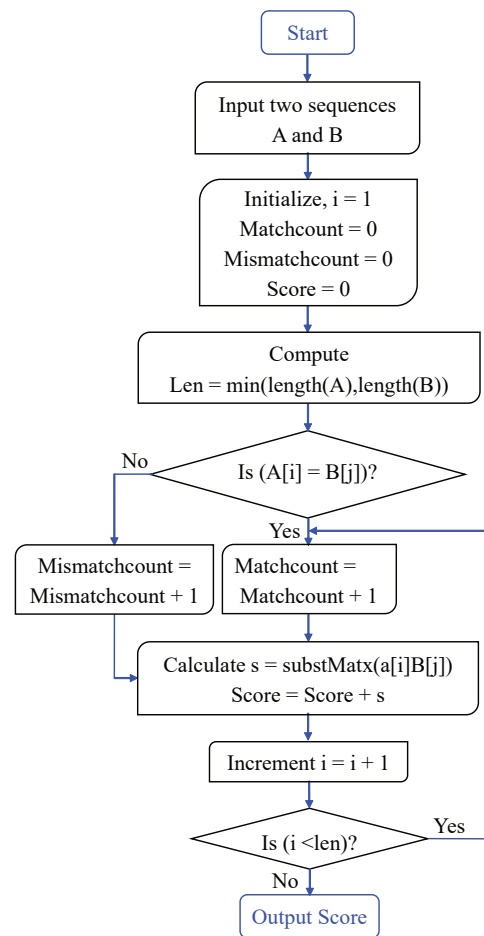 Start
Input two sequences
A and B
Initialize, i = 1
Matchcount = 0
Mismatchcount = 0
Score = 0
Compute
Len = min(length(A),length(B))
Is (A[i] = B[j])?
No
Yes
Mismatchcount =
Mismatchcount + 1
Matchcount =
Matchcount + 1
Calculate s = substMatx(a[i]B[j])
Score = Score + s
Increment i = i + 1
Is (i <len)?
Yes
No
Output Score